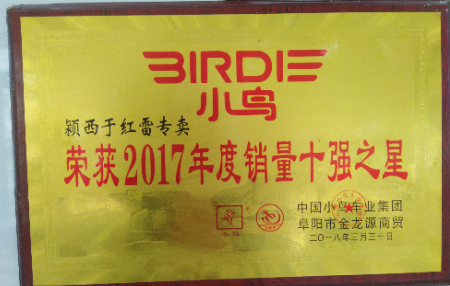 BIRDIE
小鸟
颍西于红雷专卖
荣获2017年度销量十强之星
小鸟
中国小鸟车业集团
阜阳市金龙源商贸
二〇一八年三月三十日